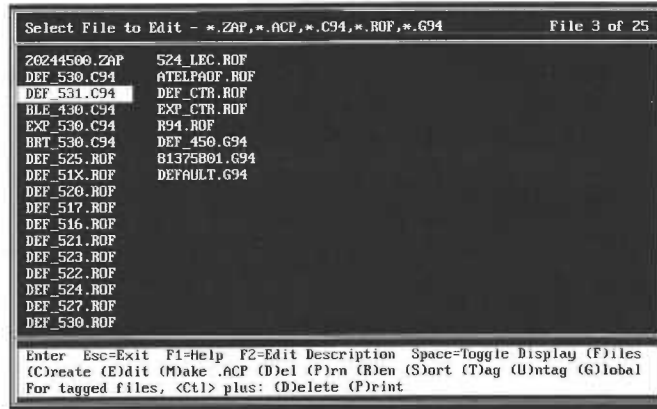 Select File to Edit - *.ZAP,*.ACP,*.C94,*.ROF,*.G94 File 3 of 25
20244500.ZAP 524_LEC.ROF
DEF_530.C94 ATELPAOF.ROF
DEF_531.C94 DEF_CTR.ROF
BLE_430.C94 EXP_CTR.ROF
EXP_530.C94 R94.ROF
BRT_530.C94 DEF_450.G94
DEF_525.ROF B1375B01.G94
DEF_51X.ROF DEFAULT.G94
DEF_520.ROF
DEF_517.ROF
DEF_516.ROF
DEF_521.ROF
DEF_523.ROF
DEF_522.ROF
DEF_524.ROF
DEF_527.ROF
DEF_530.ROF
Enter Esc=Exit F1=Help F2=Edit Description Space=Toggle Display (F)iles
(C)reate (E)dit (M)ake .ACP (D)el (P)rn (R)en (S)ort (T)ag (U)ntag (G)lobal
For tagged files, <Ctl> plus: (D)elete (P)rint